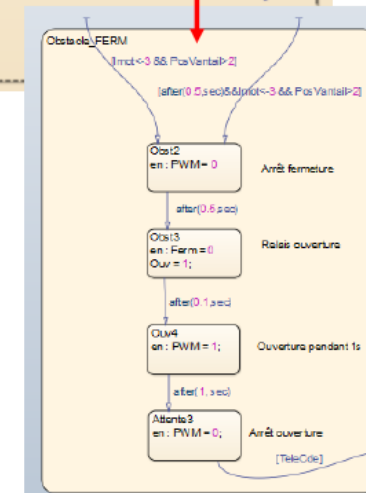 Obstacle_FERM
[Imot<-3 && PosVantail>2]
[after(0.5,sec)&&Imot<-3 && PosVantail>2]
Obst2
en : PWM= 0
Arrêt fermeture
after(0.5,sec)
Obst3
en : Ferm=0
Ouv = 1;
Relais ouverture
after(0.1,sec)
Ouv4
en : PWM = 1;
Ouverture pendant 1s
after(1,sec)
Attente3
en : PWM = 0;
Arrêt ouverture
[TeleCde]